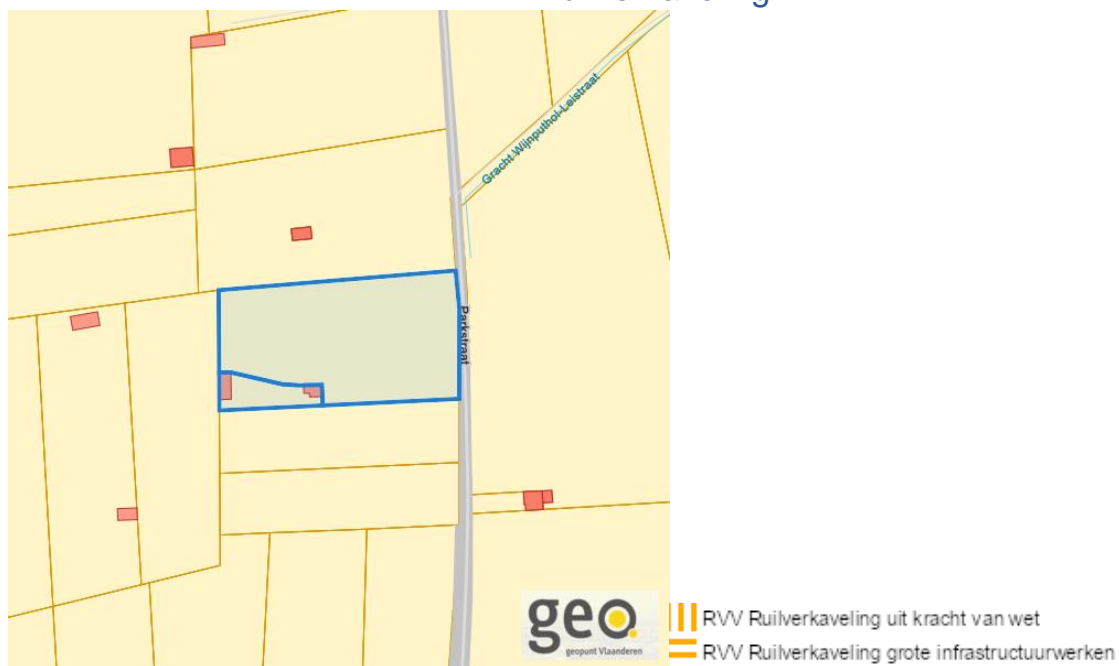 Gracht Wijnputhol-Leistraat
Parkstraat
geo.
geopunt Vlaanderen
RVV Ruilverkaveling uit kracht van wet
RVV Ruilverkaveling grote infrastructuurwerken